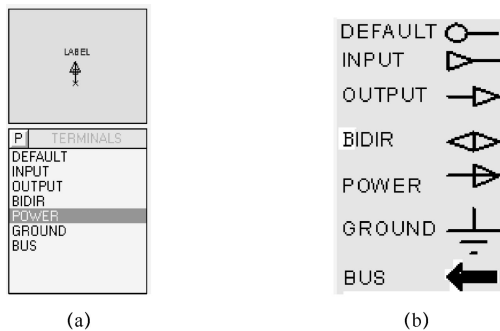 LABEL
P TERMINALS
DEFAULT
INPUT
OUTPUT
BIDIR
POWER
GROUND
BUS
(a)
DEFAULT
INPUT
OUTPUT
BIDIR
POWER
GROUND
BUS
(b)